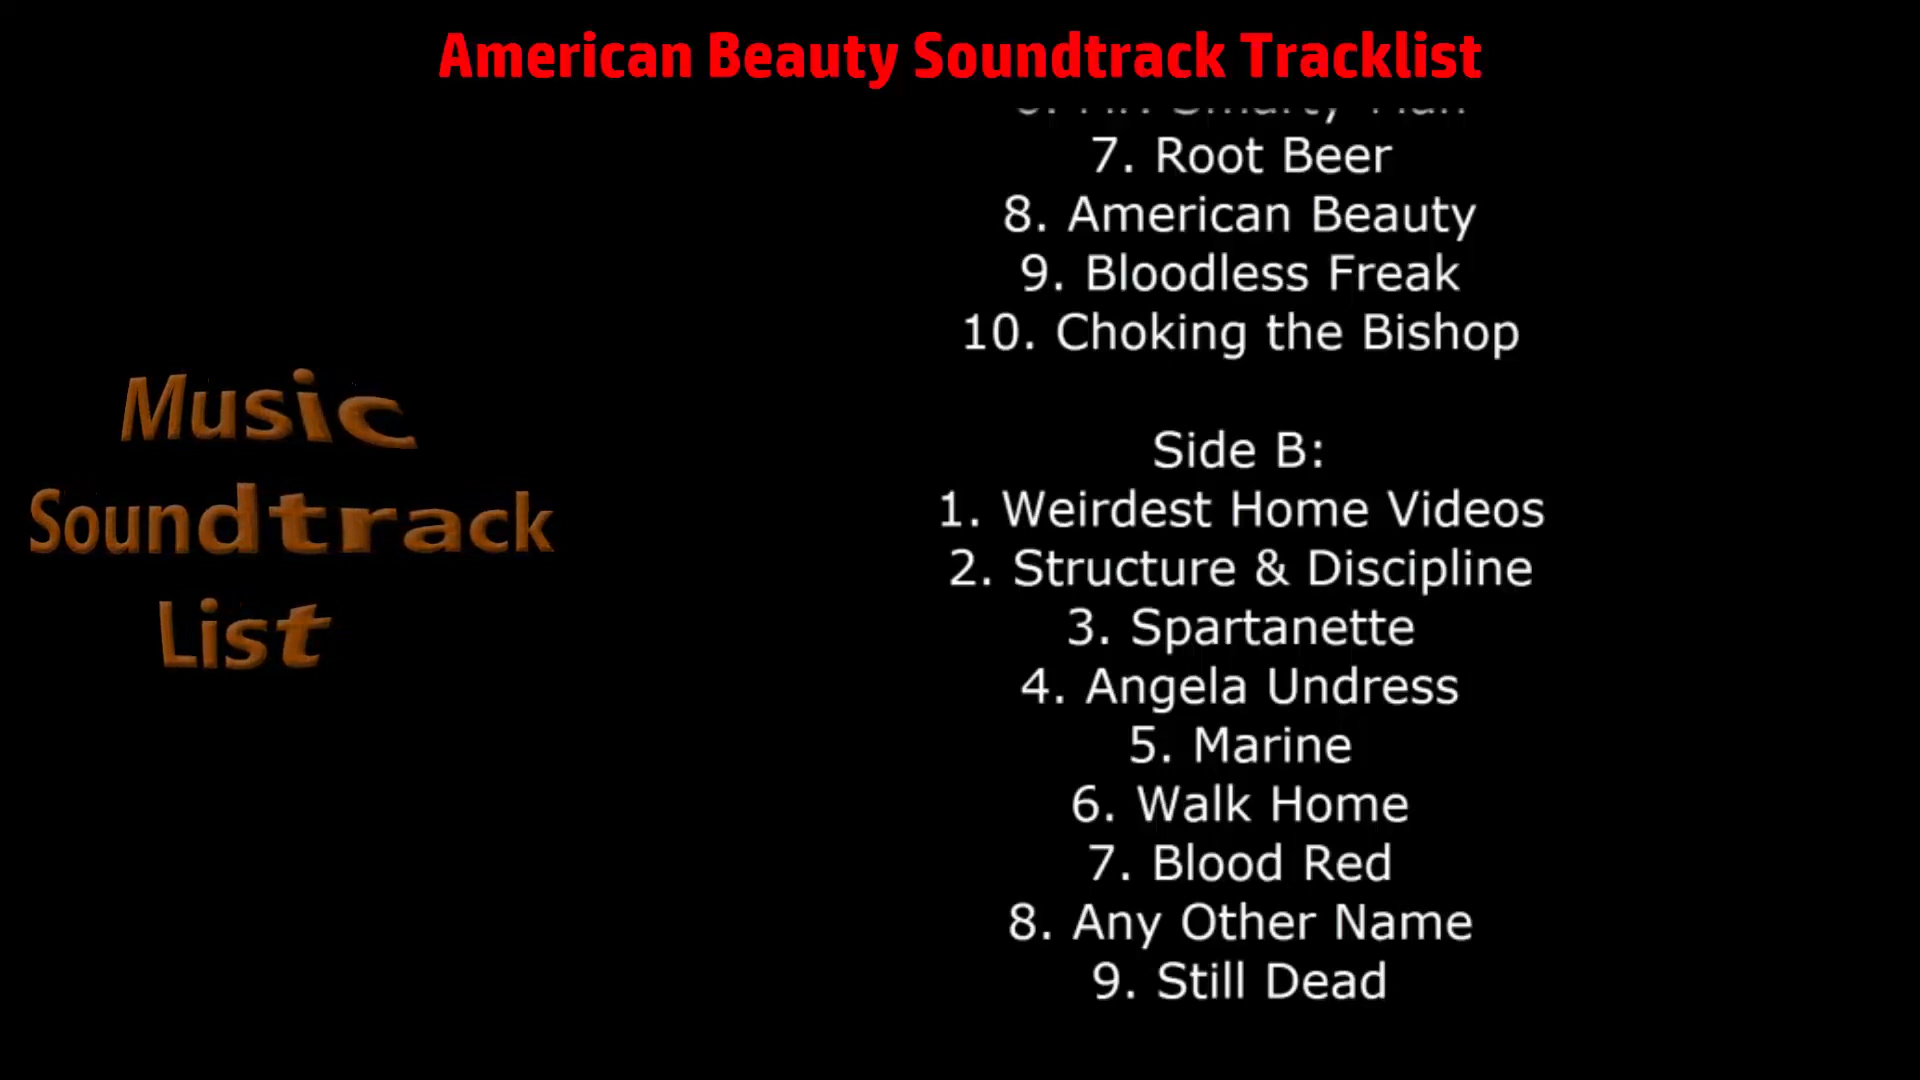 American Beauty Soundtrack Tracklist
7. Root Beer
8. American Beauty
9. Bloodless Freak
10. Choking the Bishop
Side B:
1. Weirdest Home Videos
2. Structure & Discipline
3. Spartanette
4. Angela Undress
5. Marine
6. Walk Home
7. Blood Red
8. Any Other Name
9. Still Dead
Music
Soundtrack
List